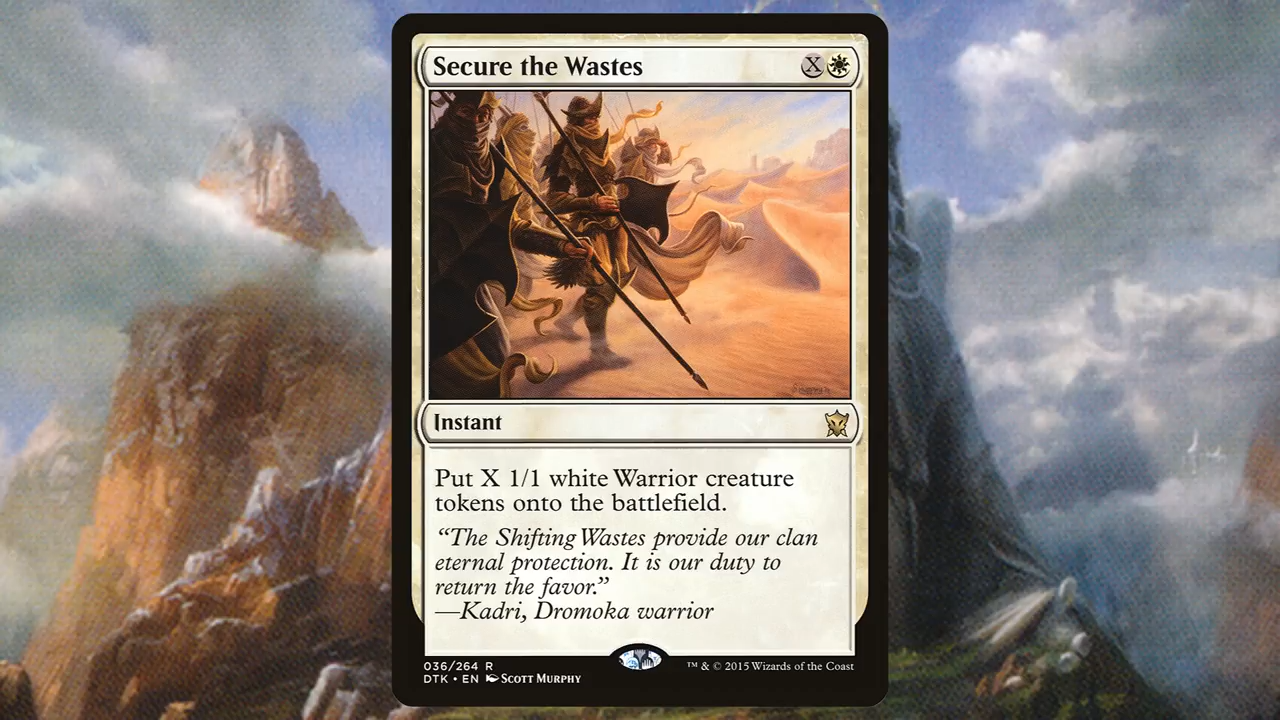 Secure the Wastes
X
Instant
Put X 1/1 white Warrior creature
tokens onto the battlefield.
“The Shifting Wastes provide our clan
eternal protection. It is our duty to
return the favor.”
—Kadri, Dromoka warrior
036/264 R
™ & © 2015 Wizards of the Coast
DTK • EN Scott Murphy